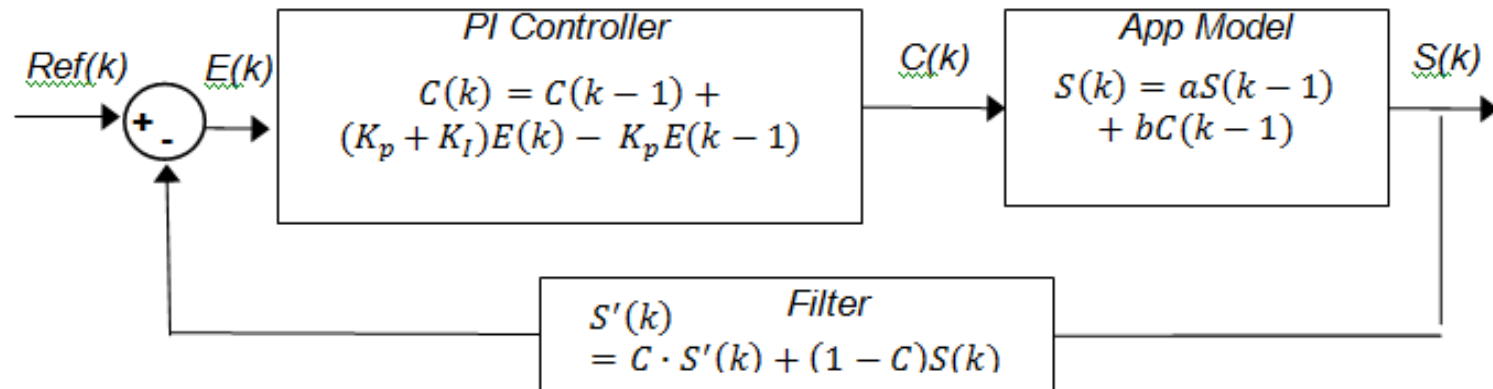 PI Controller
App Model
Ref(k)
E(k)
C(k)
S(k)
C(k) = C(k − 1) +
(K_p + K_I)E(k) − K_pE(k − 1)
S(k) = aS(k − 1)
+ bC(k − 1)
+
-
Filter
S′(k)
= C · S′(k) + (1 − C)S(k)